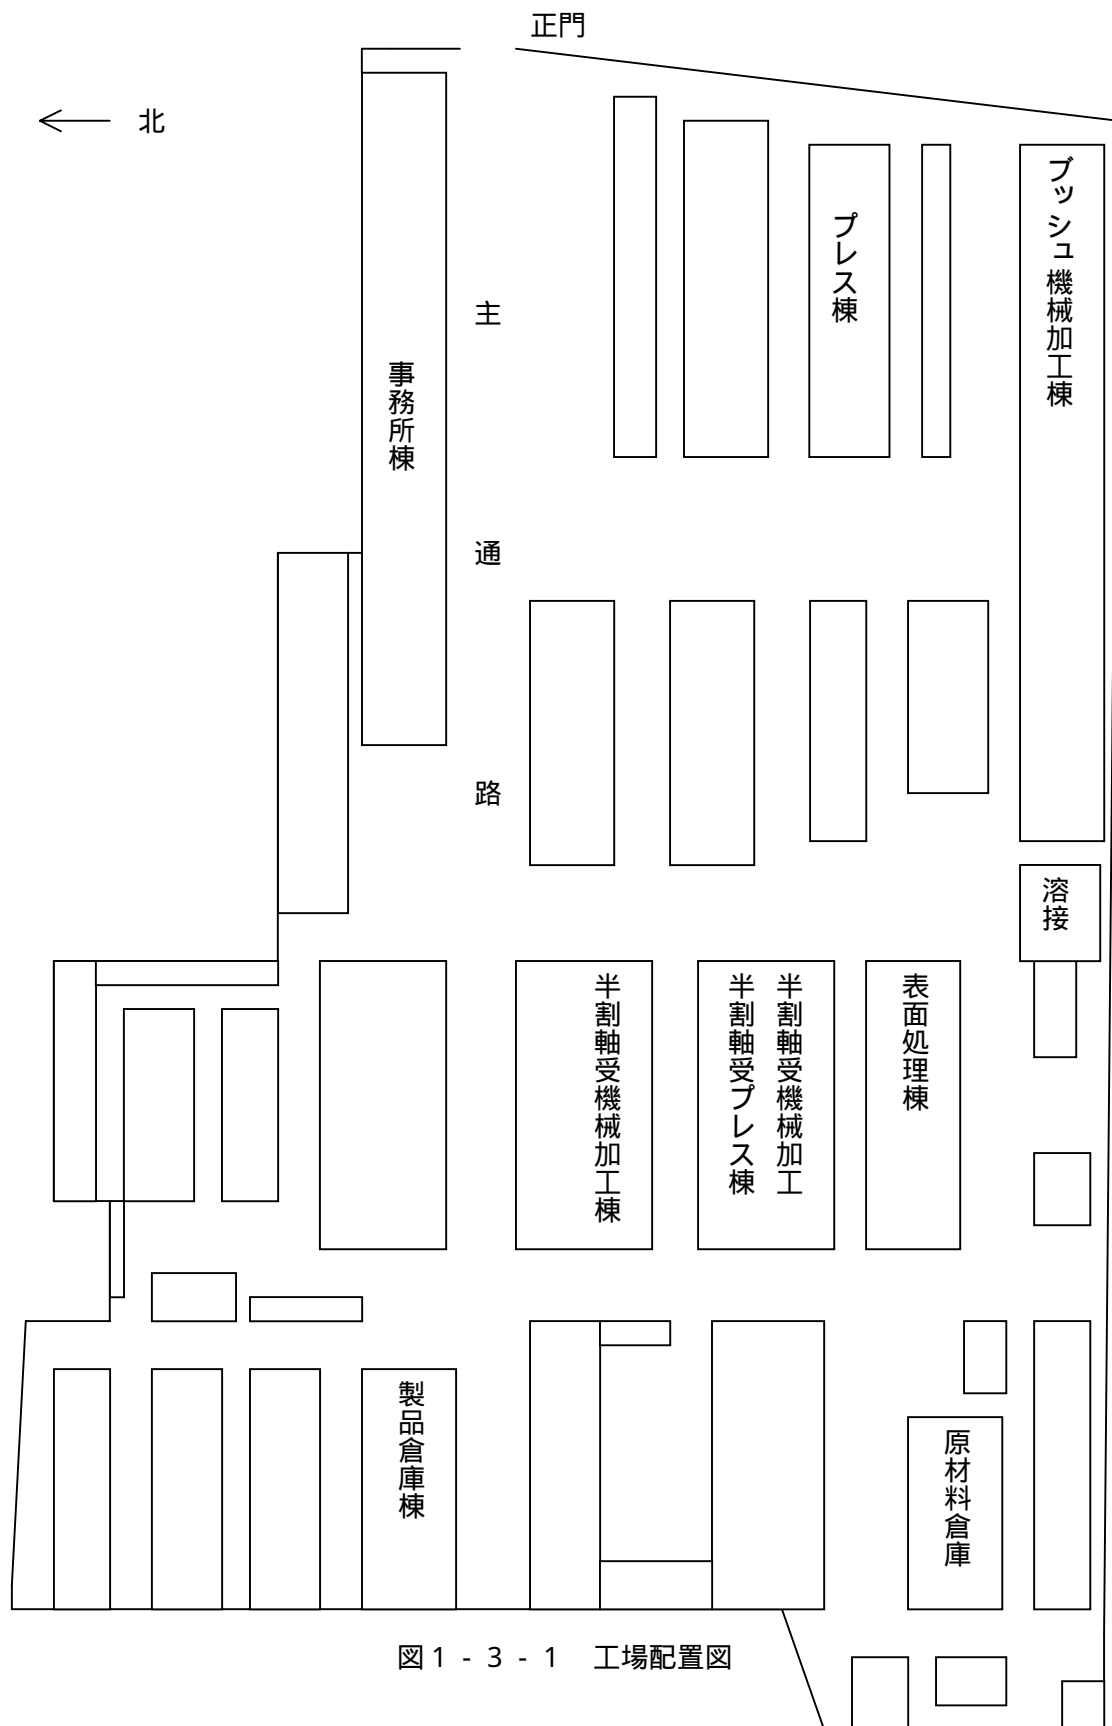 正門
北
ブッシュ機械加工棟
プレス棟
主通路
事務所棟
溶接
表面処理棟
半割軸受機械加工
半割軸受プレス棟
半割軸受機械加工棟
原材料倉庫
製品倉庫棟
図1-3-1 工場配置図